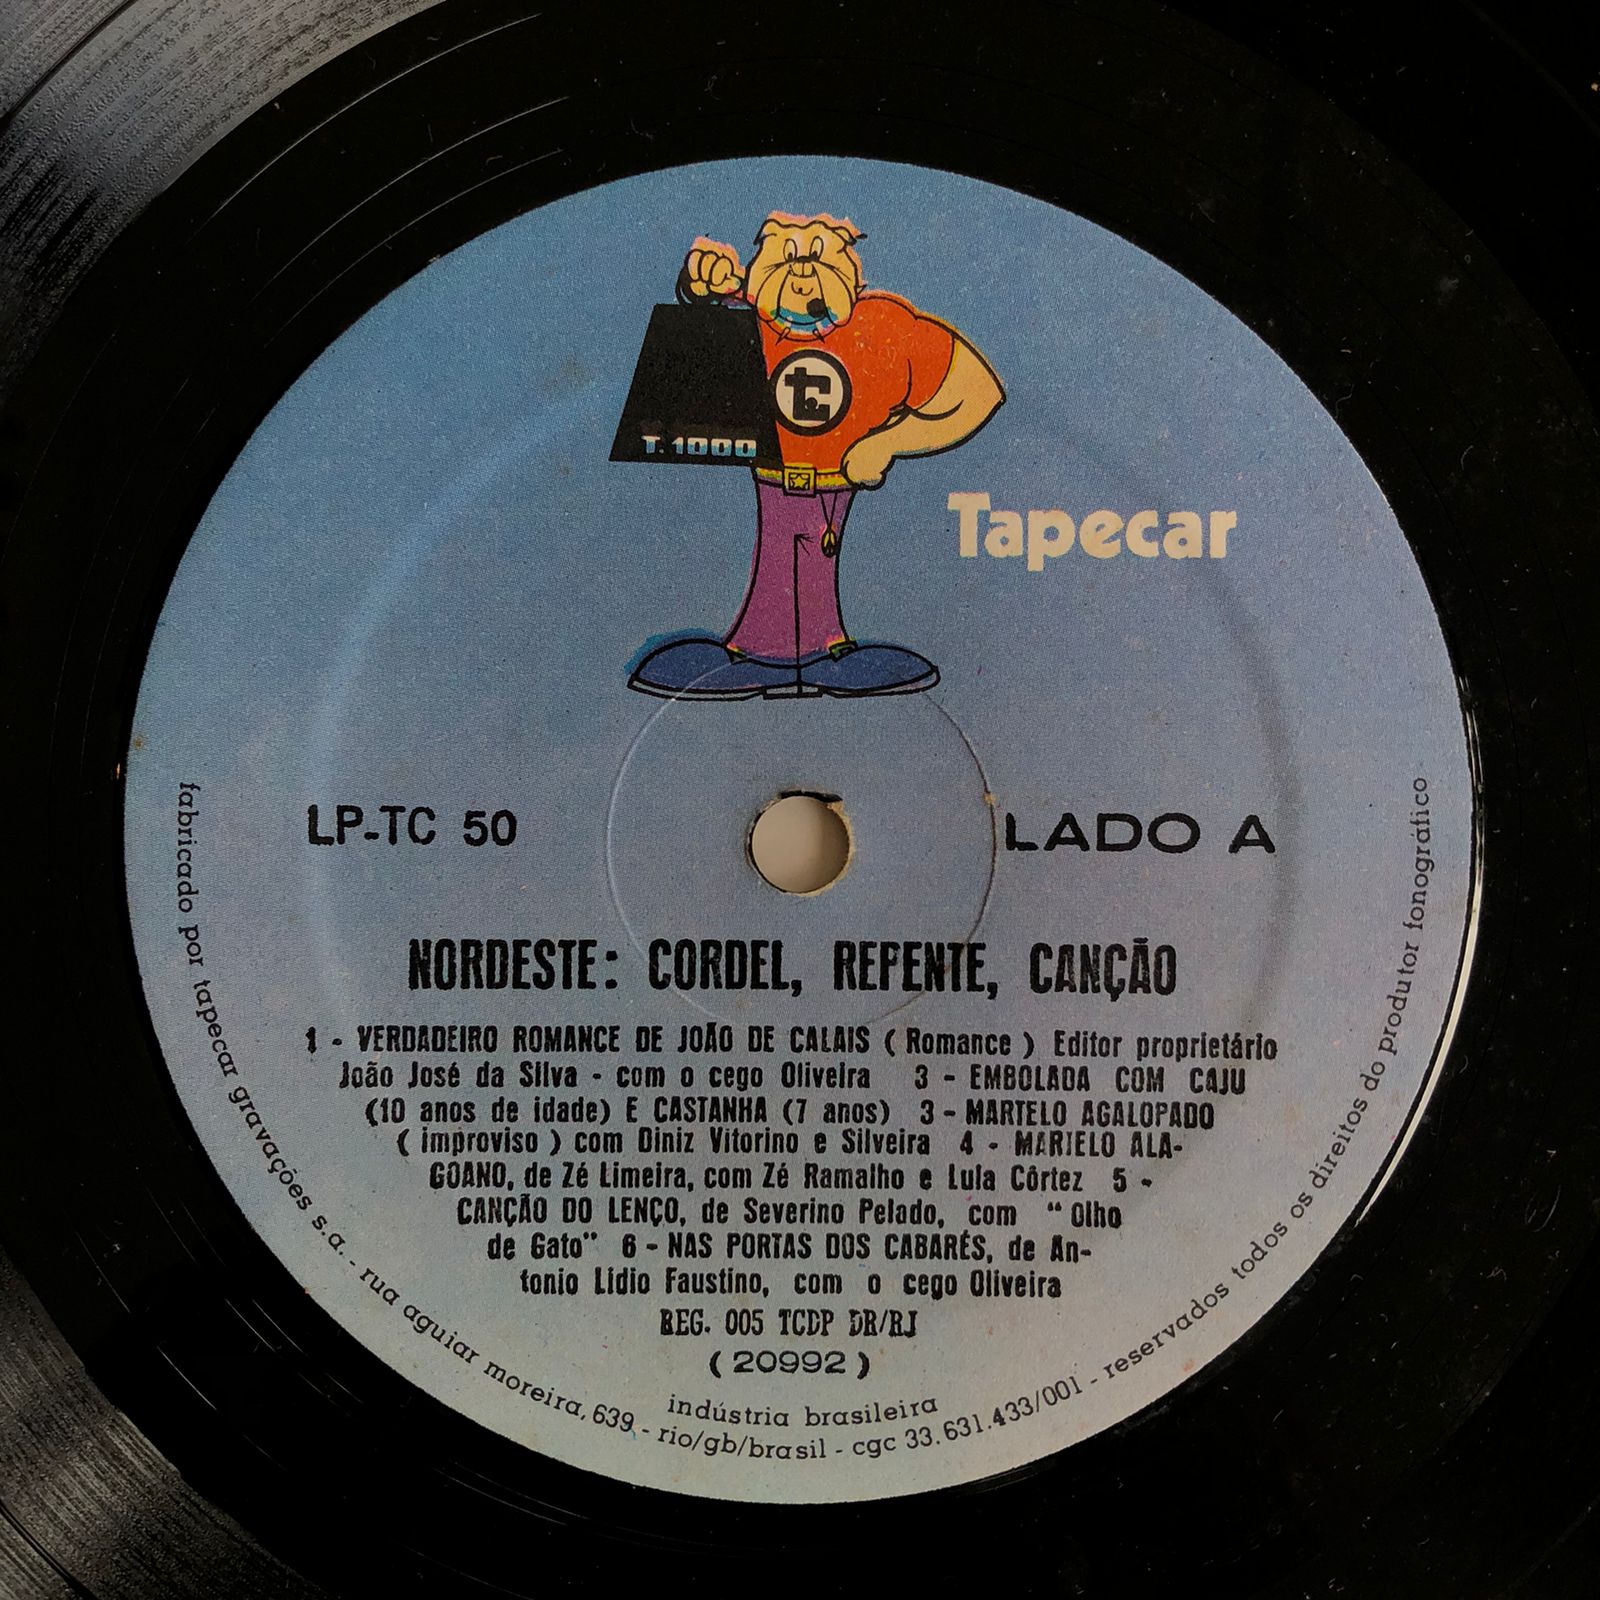 T.1000
tc
Tapecar
LP-TC 50
LADO A
NORDESTE: CORDEL, REPENTE, CANÇÃO
1 - VERDADEIRO ROMANCE DE JOÃO DE CALAIS ( Romance ) Editor proprietário
João José da Silva - com o cego Oliveira 3 - EMBOLADA COM CAJU
(10 anos de idade) E CASTANHA (7 anos) 3 - MARTELO AGALOPADO
( improviso ) com Diniz Vitorino e Silveira 4 - MARTELO ALA-
GOANO, de Zé Limeira, com Zé Ramalho e Lula Côrtez 5 -
CANÇÃO DO LENÇO, de Severino Pelado, com “ Olho
de Gato” 6 - NAS PORTAS DOS CABARÉS, de An-
tonio Lidio Faustino, com o cego Oliveira
REG. 005 TCDP DR/RJ
( 20992 )
indústria brasileira
fabricado por tapecar gravações s.a. - rua aguiar moreira, 639 - rio/gb/brasil - cgc 33.631.433/001 - reservados todos os direitos do produtor fonográfico